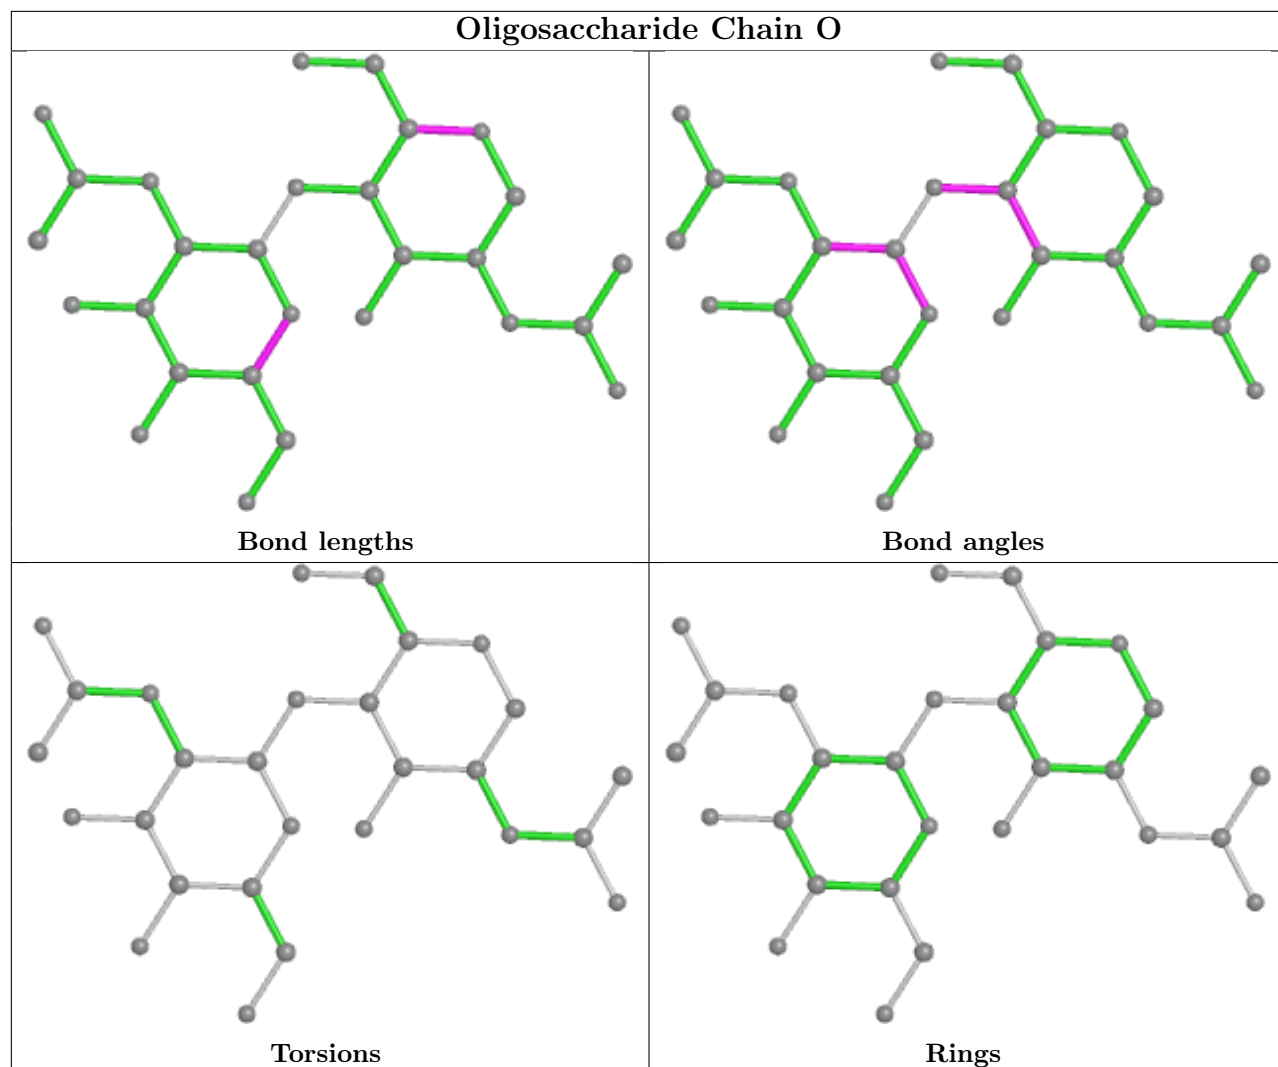 Oligosaccharide Chain O
Bond lengths
Bond angles
Torsions
Rings